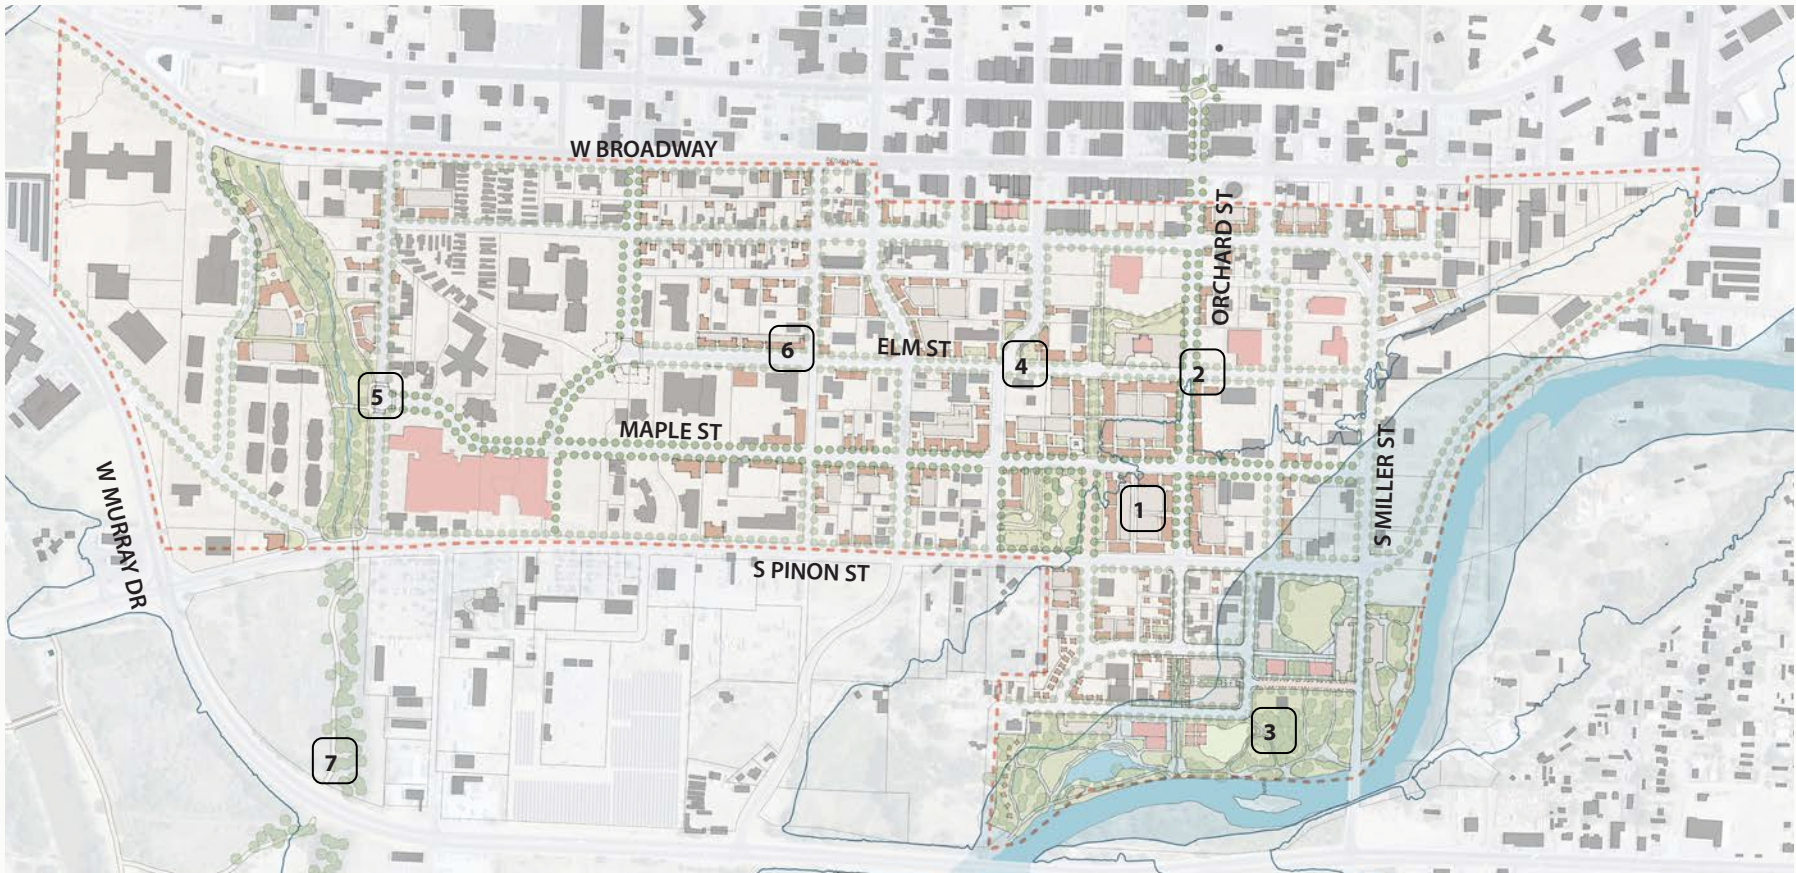 W BROADWAY
ORCHARD ST
6
ELM ST
4
2
5
MAPLE ST
S MILLER ST
W MURRAY DR
1
S PINON ST
3
7